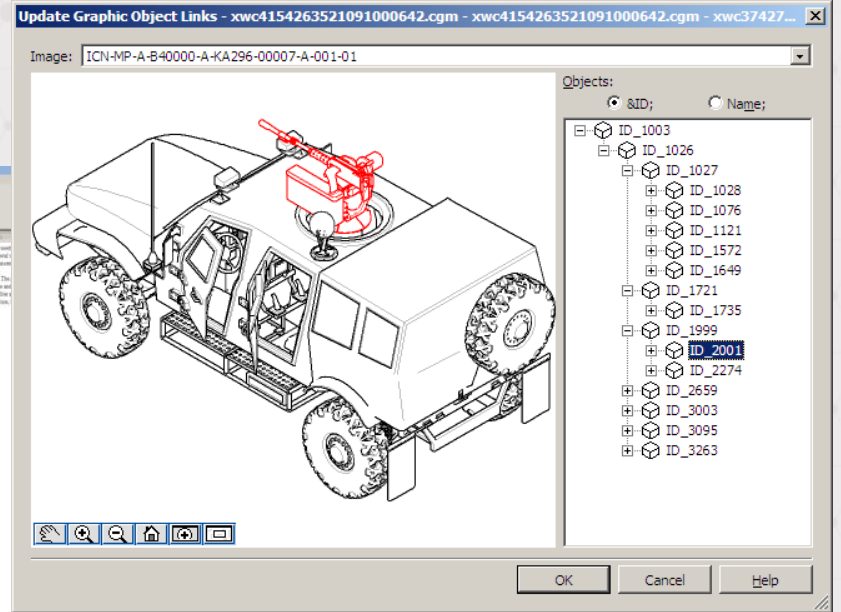 Update Graphic Object Links - xwc4154263521091000642.cgm - xwc4154263521091000642.cgm - xwc37427...
Image: ICN-MP-A-B40000-A-KA296-00007-A-001-01
Objects:
&ID; Name;
ID_1003
ID_1026
ID_1027
ID_1028
ID_1076
ID_1121
ID_1572
ID_1649
ID_1721
ID_1735
ID_1999
ID_2001
ID_2274
ID_2659
ID_3003
ID_3095
ID_3263
OK Cancel Help